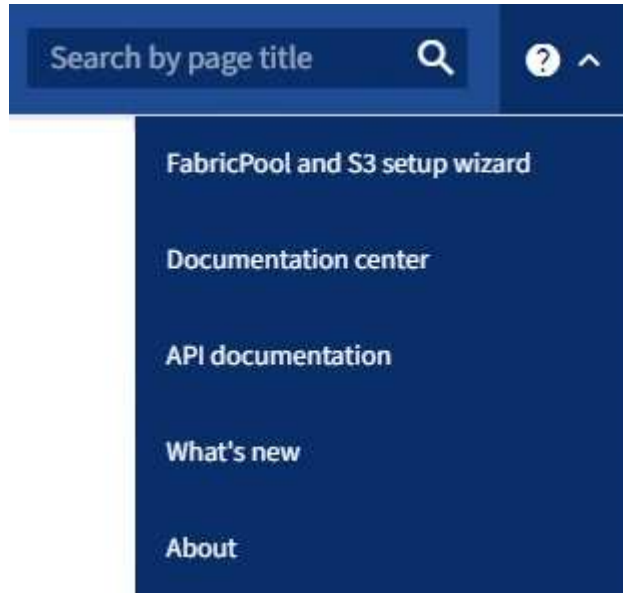 Search by page title
FabricPool and S3 setup wizard
Documentation center
API documentation
What's new
About